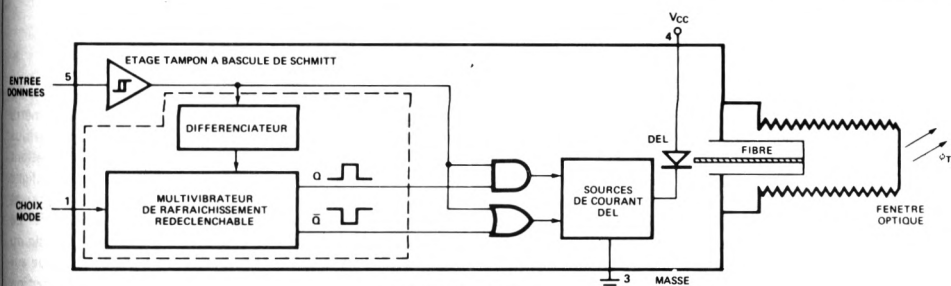 VCC
4
ETAGE TAMPON A BASCULE DE SCHMITT
ENTREE
DONNEES
5
DIFFERENCIATEUR
DEL
FIBRE
φT
Q
MULTIVIBRATEUR
DE RAFRAICHISSEMENT
REDECLENCHABLE
SOURCES
DE COURANT
DEL
CHOIX
MODE
1
Q̅
FENETRE
OPTIQUE
3
MASSE